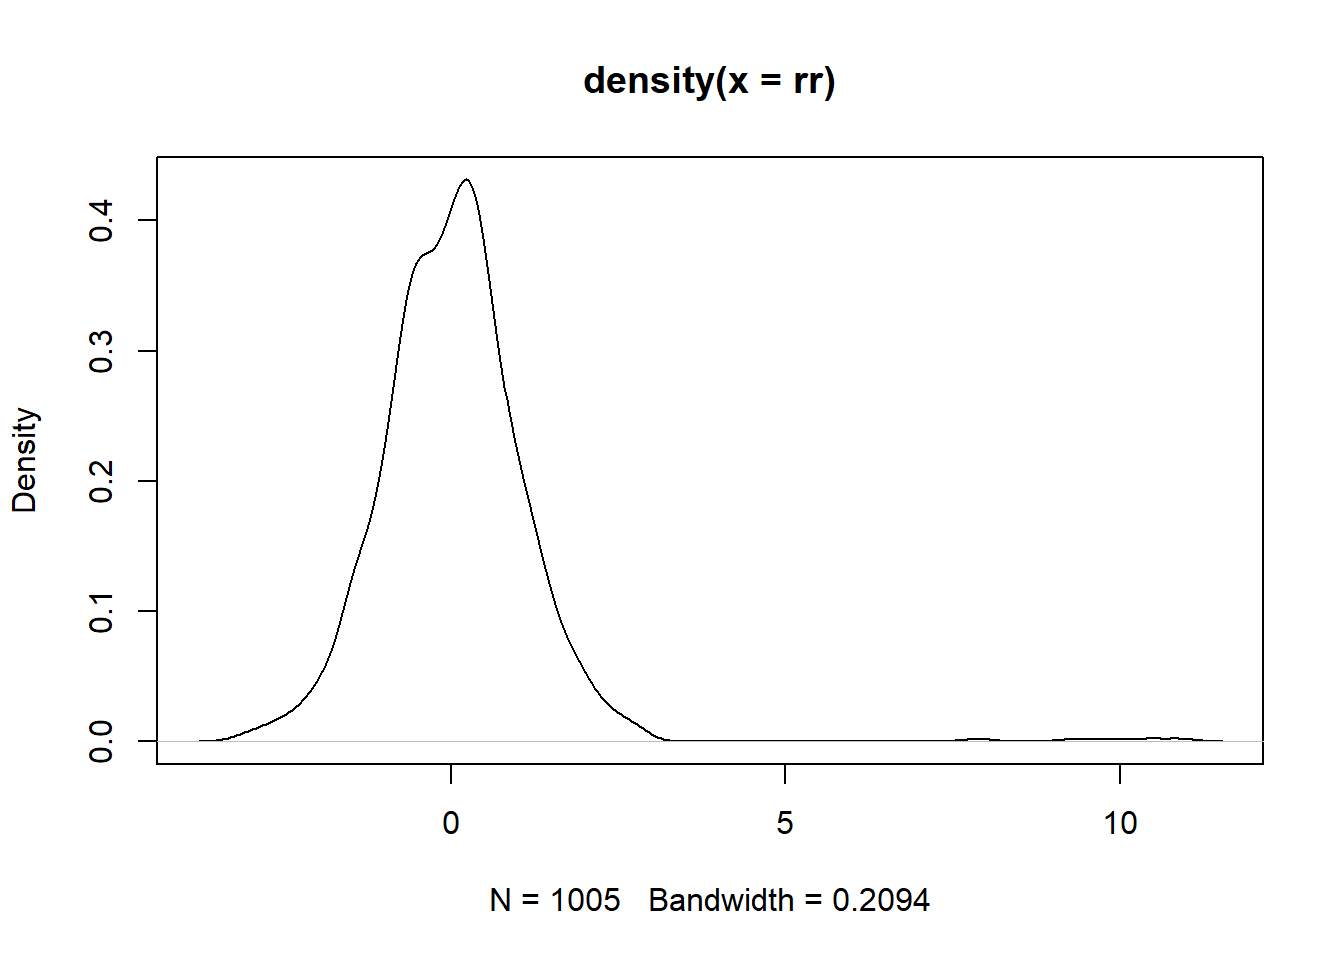 density(x = rr)
Density
0.4
0.3
0.2
0.1
0.0
0 5 10
N = 1005 Bandwidth = 0.2094